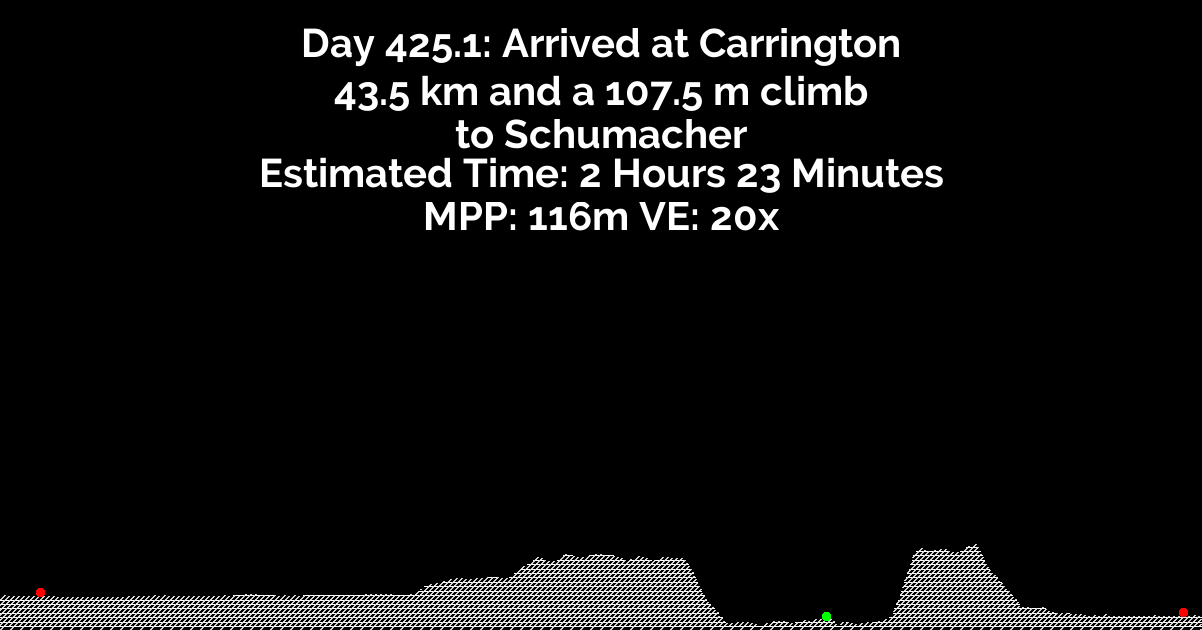 Day 425.1: Arrived at Carrington
43.5 km and a 107.5 m climb
to Schumacher
Estimated Time: 2 Hours 23 Minutes
MPP: 116m VE: 20x